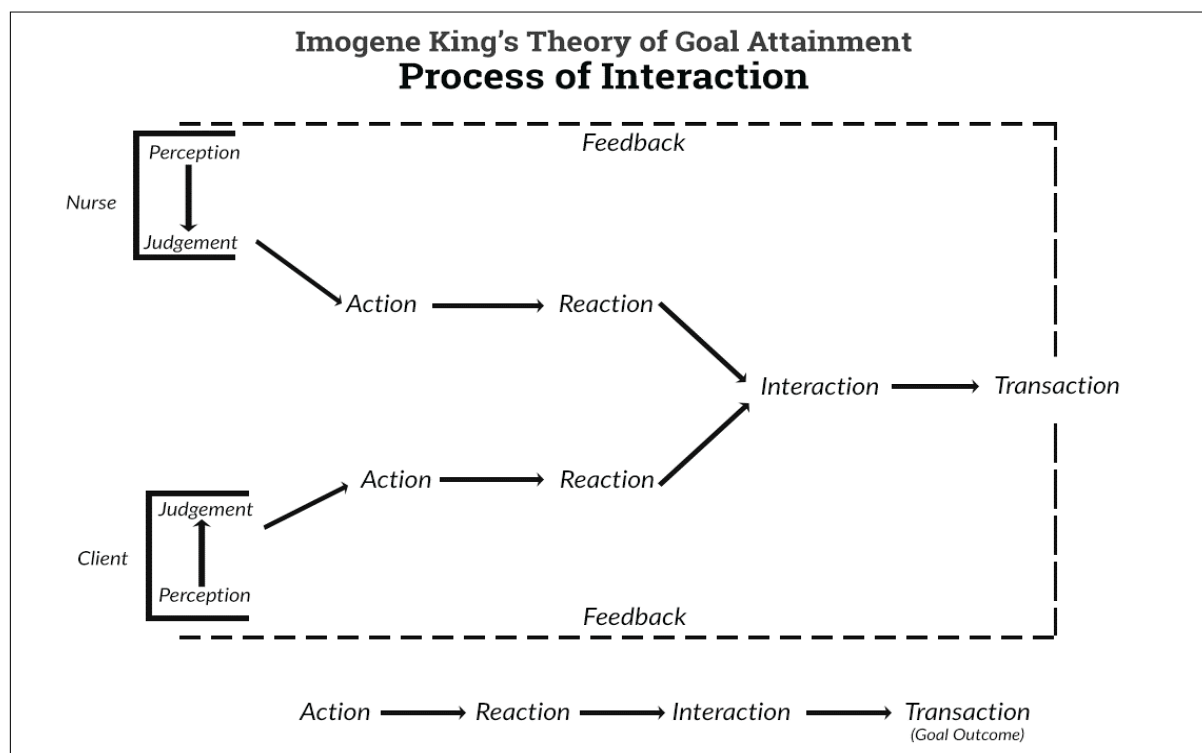 Imogene King’s Theory of Goal Attainment
Process of Interaction
Feedback
Perception
Nurse
Judgement
Action
Reaction
Interaction
Transaction
Action
Reaction
Judgement
Client
Perception
Feedback
Action
Reaction
Interaction
Transaction
(Goal Outcome)